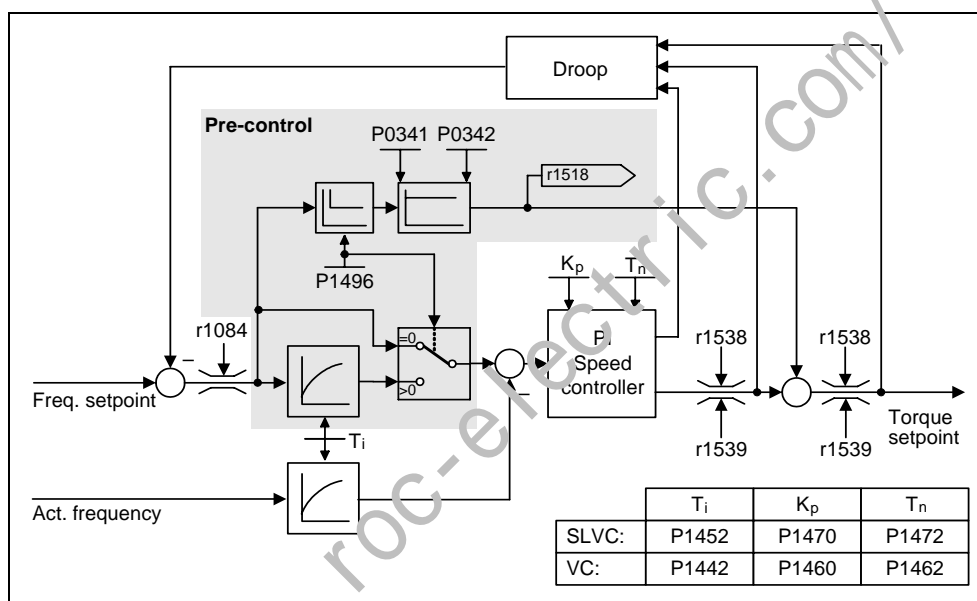 Droop
Pre-control
P0341 P0342
r1518
P1496
Kp Tn
r1084
=0
>0
PI
Speed
controller
r1538 r1538
–
–
Freq. setpoint
Torque
setpoint
r1539 r1539
Ti
Act. frequency
Ti Kp Tn
SLVC: P1452 P1470 P1472
VC: P1442 P1460 P1462
roc-electric.com/